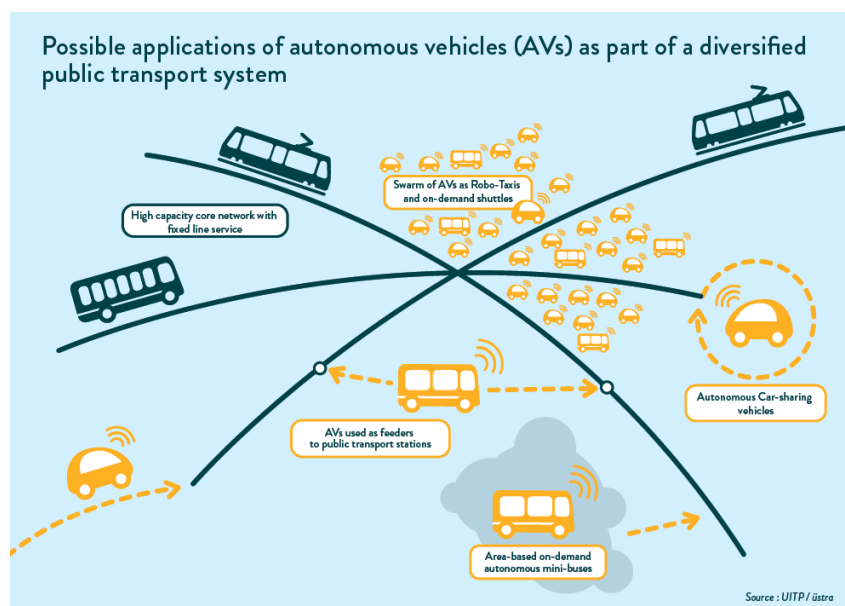 Possible applications of autonomous vehicles (AVs) as part of a diversified
public transport system
Swarm of AVs as Robo-Taxis
and on-demand shuttles
High capacity core network with
fixed line service
Autonomous Car-sharing
vehicles
AVs used as feeders
to public transport stations
Area-based on-demand
autonomous mini-buses
Source : UITP / üstra